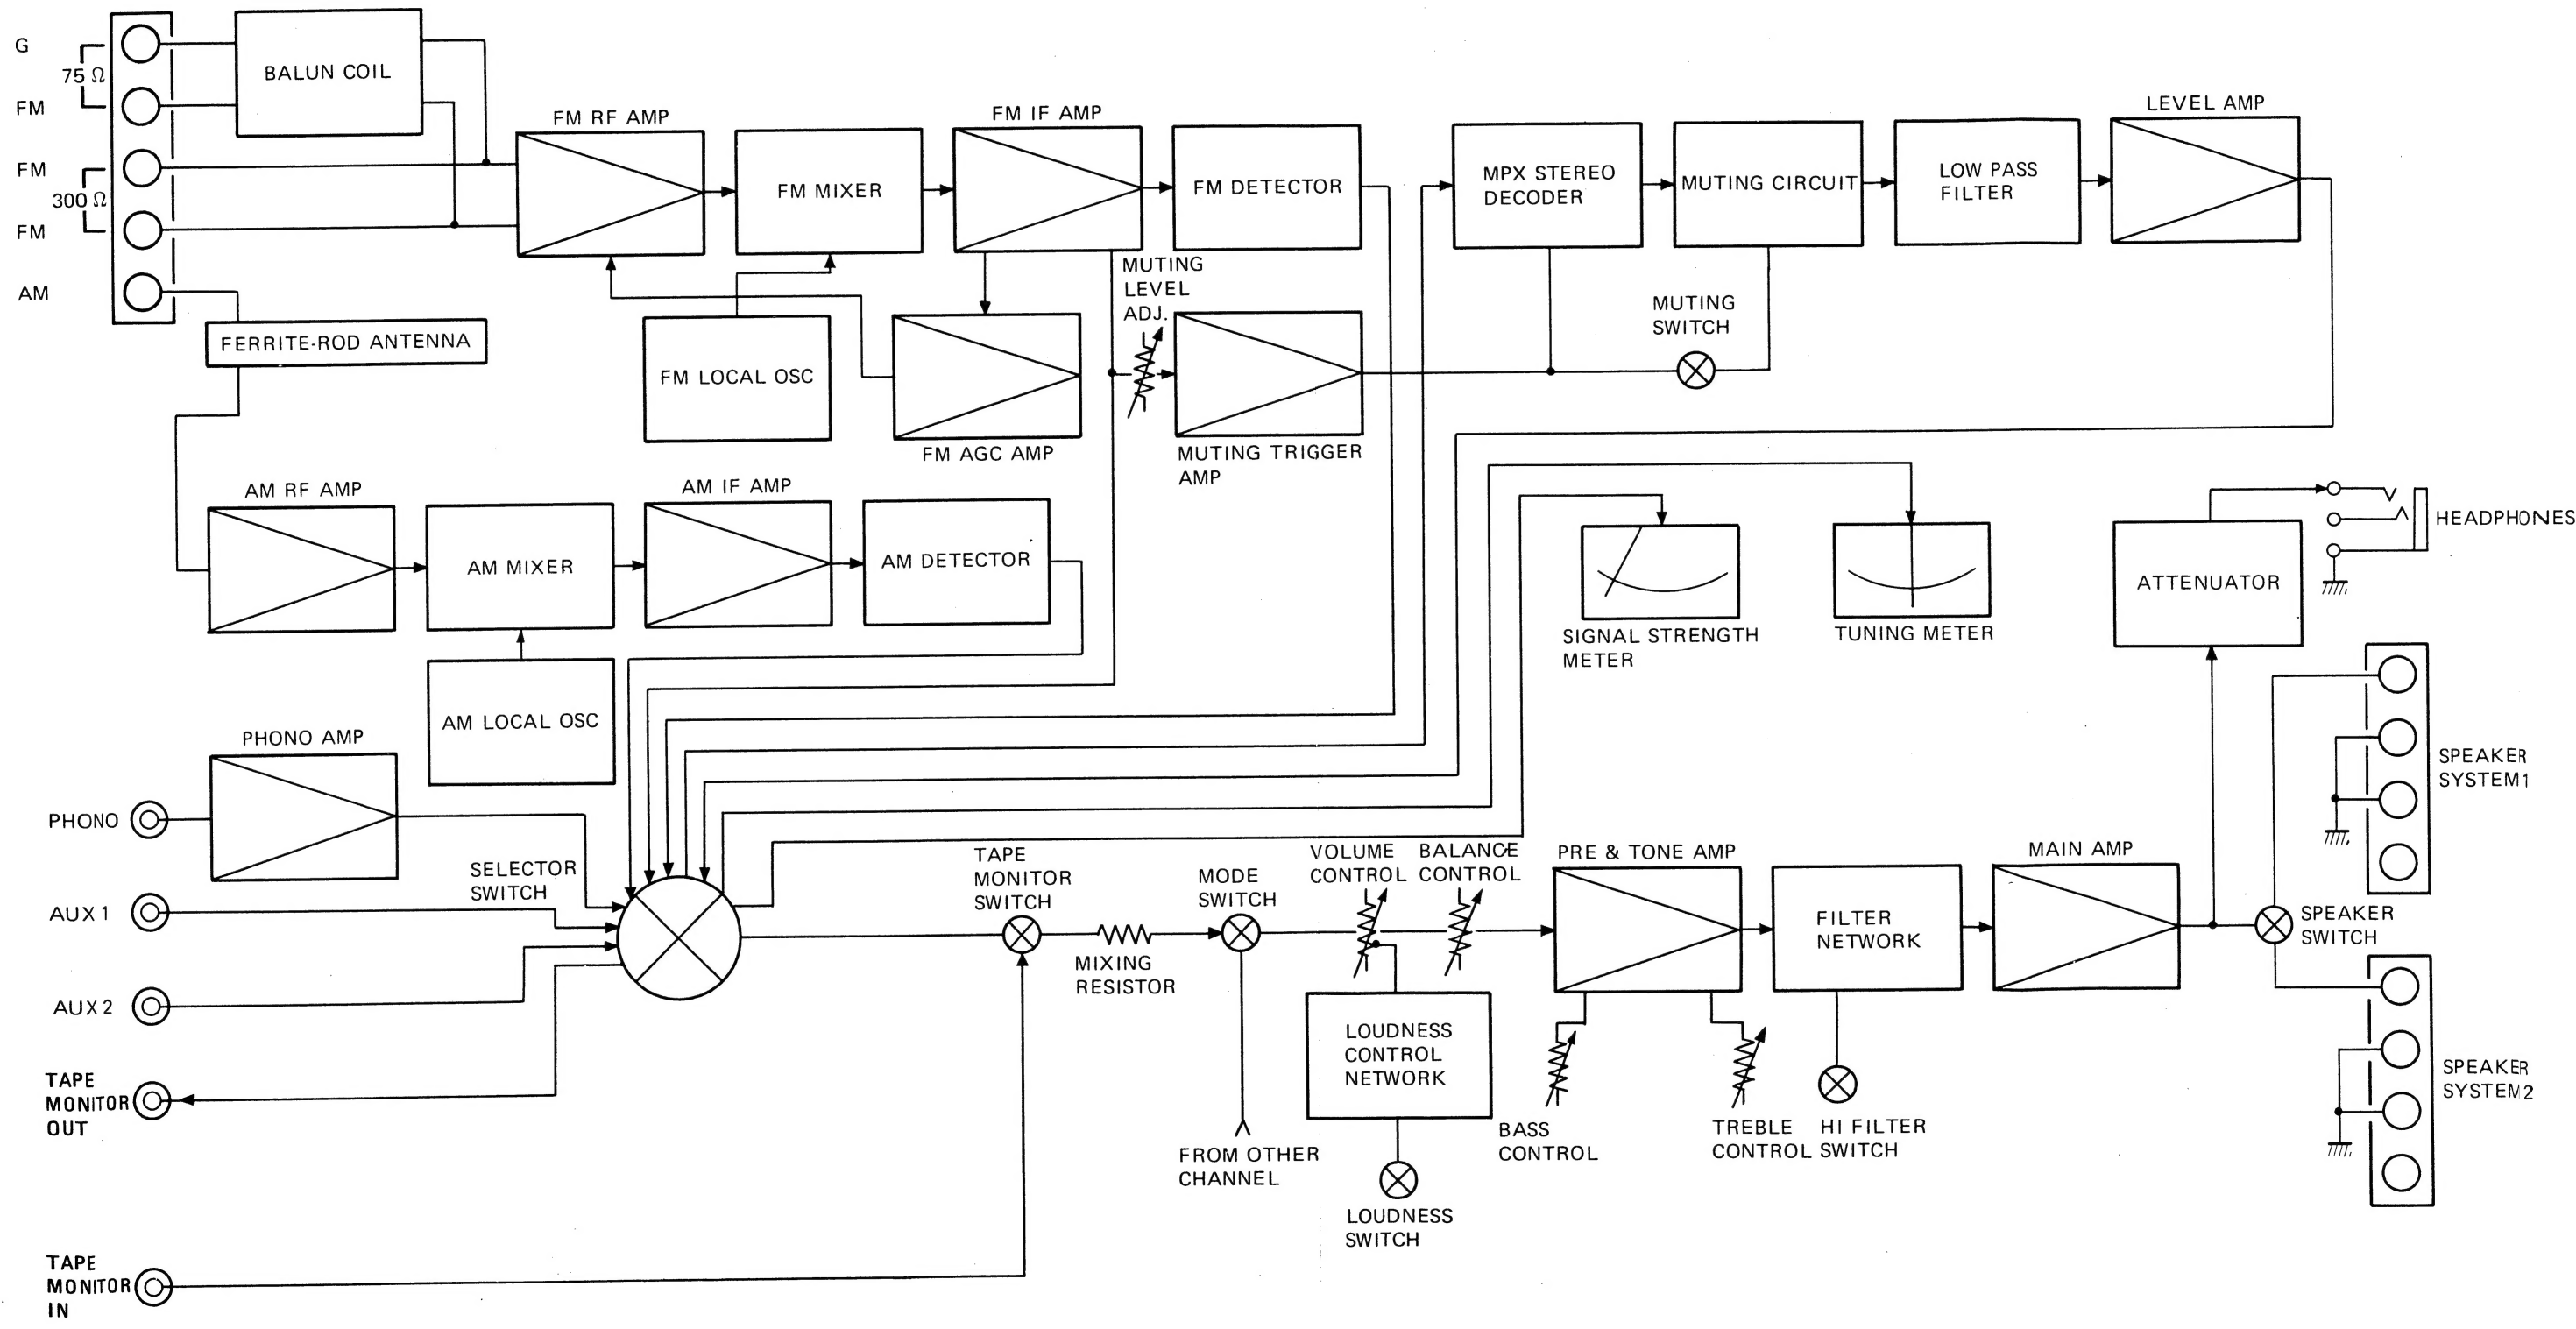 G
75 Ω
FM
FM
300 Ω
FM
AM
BALUN COIL
FERRITE-ROD ANTENNA
FM RF AMP
FM MIXER
FM IF AMP
FM DETECTOR
MPX STEREO
DECODER
MUTING CIRCUIT
LOW PASS
FILTER
LEVEL AMP
FM LOCAL OSC
FM AGC AMP
MUTING
LEVEL
ADJ.
MUTING TRIGGER
AMP
MUTING
SWITCH
AM RF AMP
AM MIXER
AM IF AMP
AM DETECTOR
AM LOCAL OSC
SIGNAL STRENGTH
METER
TUNING METER
ATTENUATOR
HEADPHONES
PHONO AMP
PHONO
AUX 1
AUX 2
TAPE
MONITOR
OUT
TAPE
MONITOR
IN
SELECTOR
SWITCH
TAPE
MONITOR
SWITCH
MIXING
RESISTOR
MODE
SWITCH
FROM OTHER
CHANNEL
VOLUME
CONTROL
BALANCE
CONTROL
LOUDNESS
CONTROL
NETWORK
LOUDNESS
SWITCH
PRE & TONE AMP
BASS
CONTROL
TREBLE
CONTROL
FILTER
NETWORK
HI FILTER
SWITCH
MAIN AMP
SPEAKER
SWITCH
SPEAKER
SYSTEM1
SPEAKER
SYSTEM2